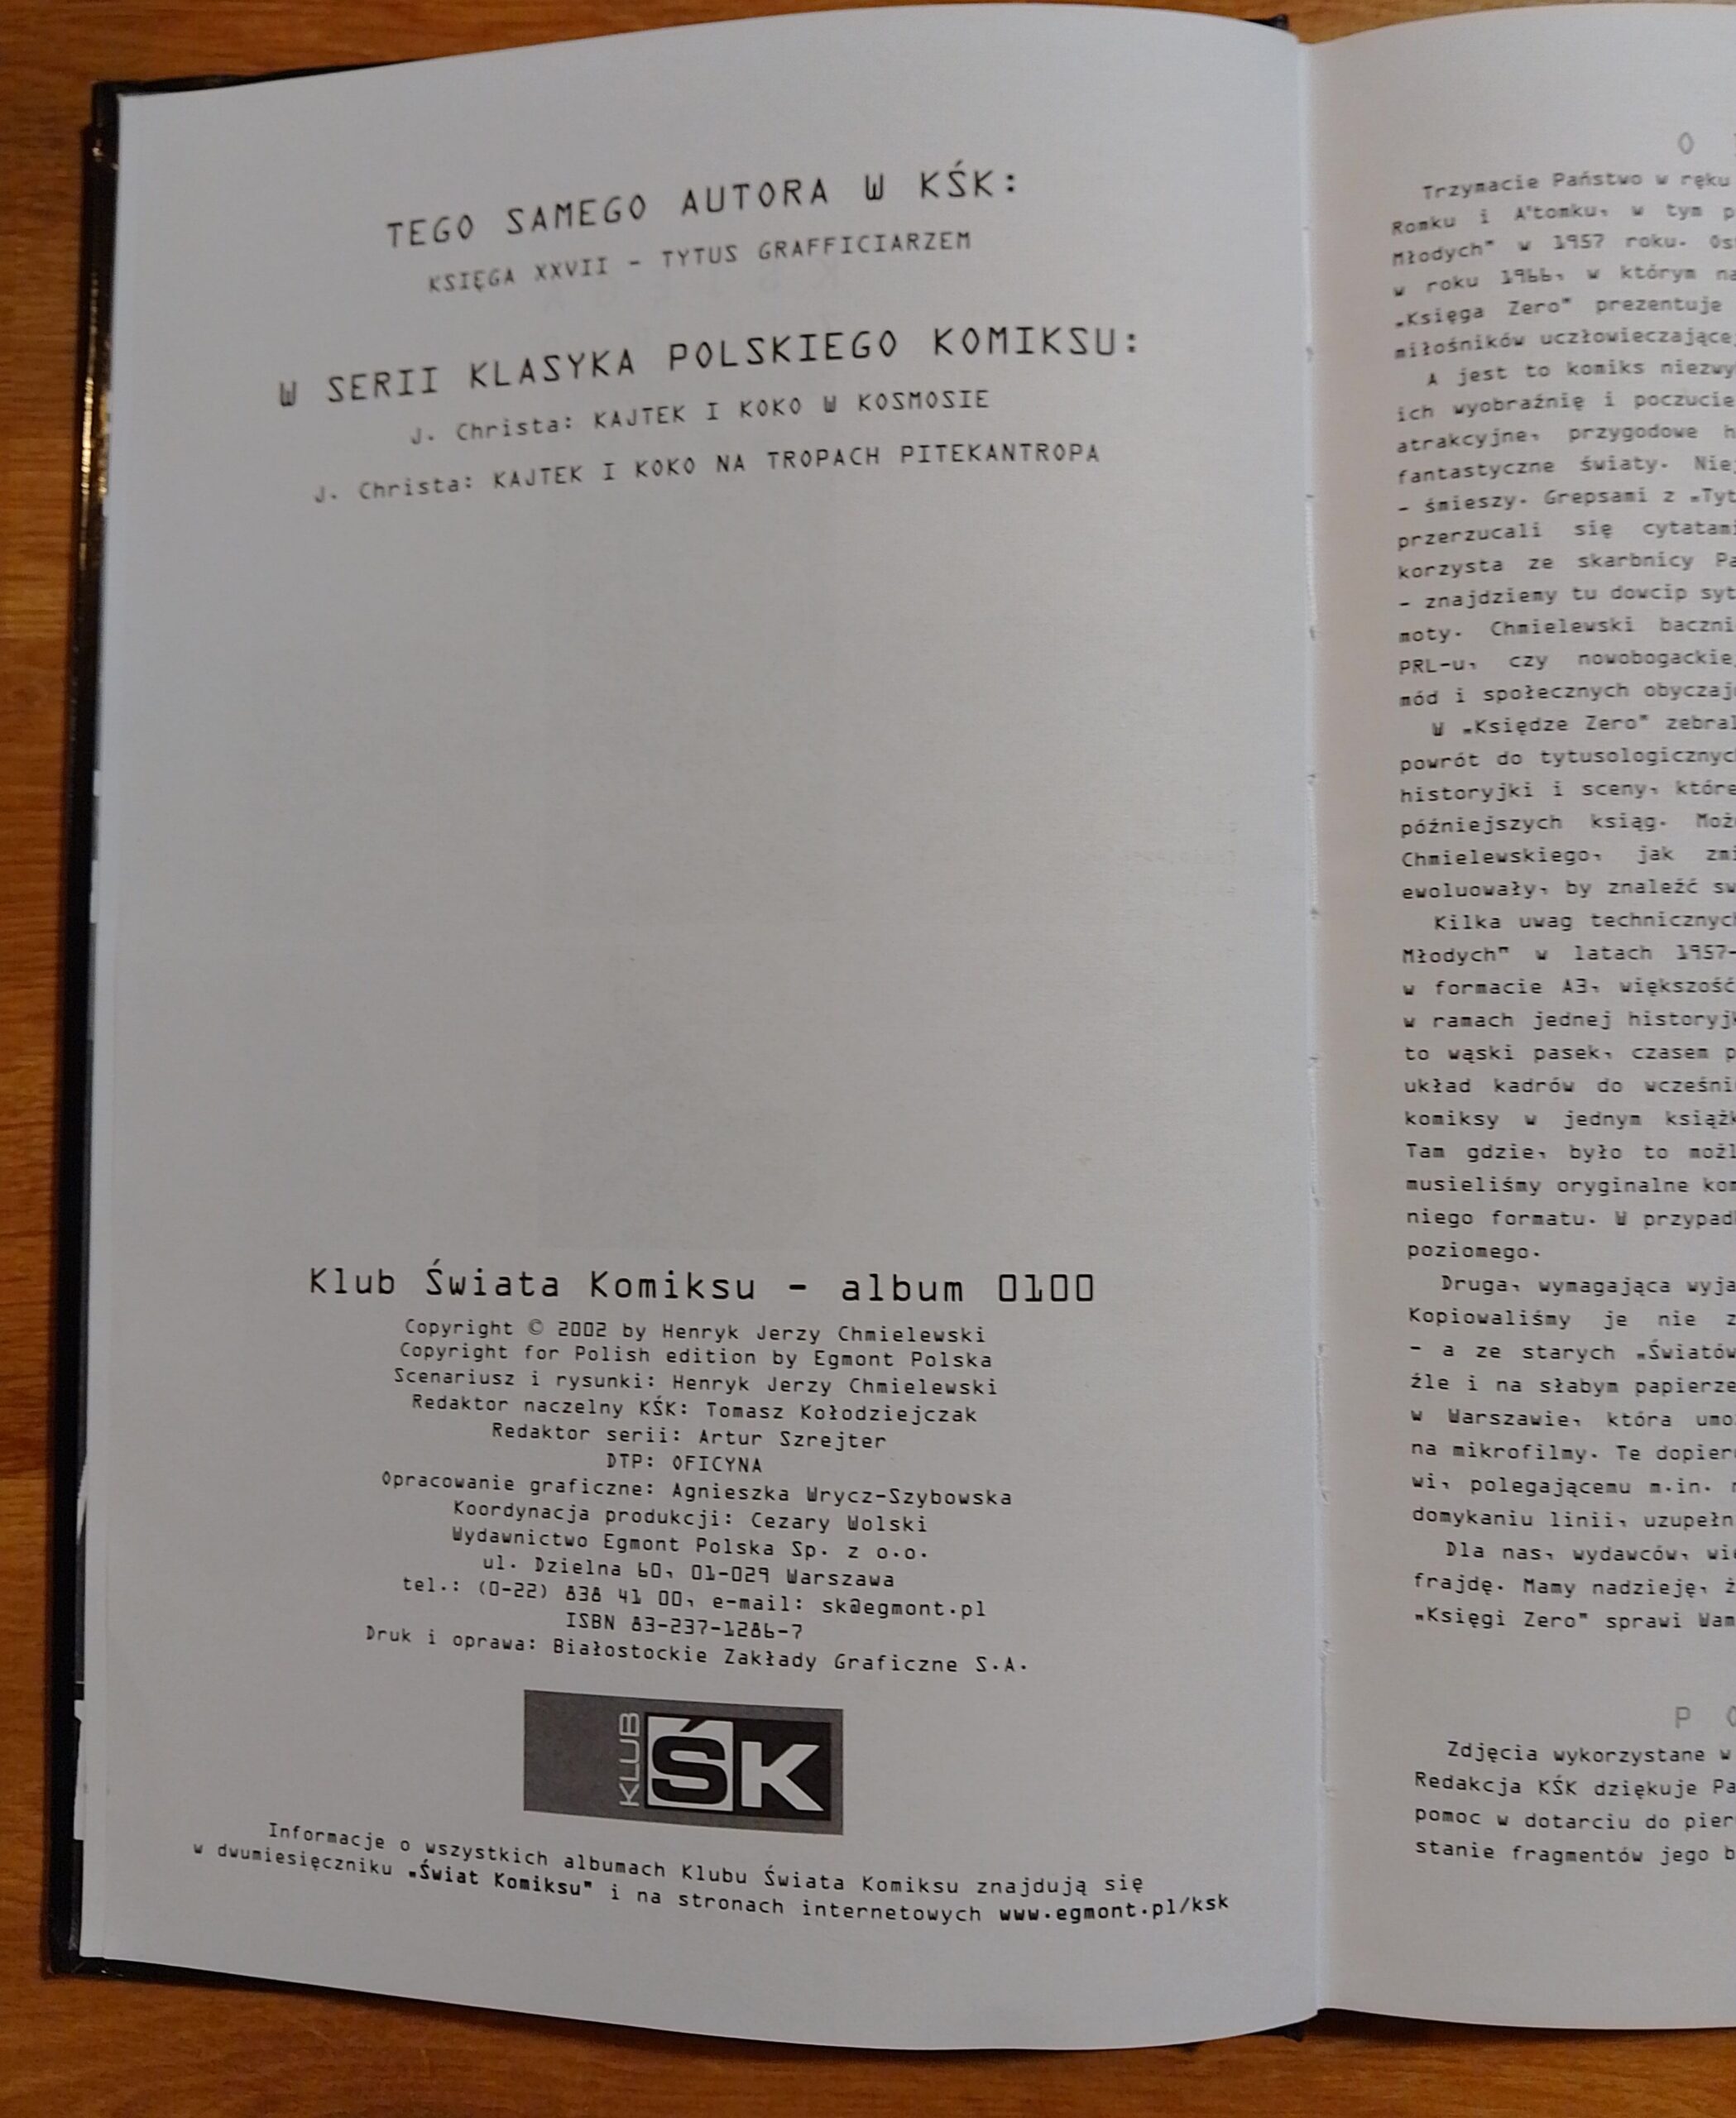 TEGO SAMEGO AUTORA W KŚK:
KSIĘGA XXVII - TYTUS GRAFFICIARZEM
W SERII KLASYKA POLSKIEGO KOMIKSU:
J. Christa: KAJTEK I KOKO W KOSMOSIE
J. Christa: KAJTEK I KOKO NA TROPACH PITEKANTROPA
Klub Świata Komiksu - album 0100
Copyright © 2002 by Henryk Jerzy Chmielewski
Copyright for Polish edition by Egmont Polska
Scenariusz i rysunki: Henryk Jerzy Chmielewski
Redaktor naczelny KŚK: Tomasz Kołodziejczak
Redaktor serii: Artur Szrejter
DTP: OFICYNA
Opracowanie graficzne: Agnieszka Wrycz-Szybowska
Koordynacja produkcji: Cezary Wolski
Wydawnictwo Egmont Polska Sp. z o.o.
ul. Dzielna 60, 01-029 Warszawa
tel.: (0-22) 838 41 00, e-mail: sk@egmont.pl
ISBN 83-237-1286-7
Druk i oprawa: Białostockie Zakłady Graficzne S.A.
KLUB ŚK
Informacje o wszystkich albumach Klubu Świata Komiksu znajdują się
w dwumiesięczniku „Świat Komiksu" i na stronach internetowych www.egmont.pl/ksk
O
Trzymacie Państwo w ręku
Romku i A'tomku, w tym
Młodych" w 1957 roku.
w roku 1966, w którym
„Księga Zero" prezentuje
miłośników
A jest to komiks
ich wyobraźnię i
atrakcyjne, przygodowe
fantastyczne światy.
- śmieszy. Grepsami z
przerzucali się
korzysta ze skarbnicy
- znajdziemy tu dowcip
moty. Chmielewski
PRL-u, czy
mód i społecznych
W „Księdze Zero"
powrót do
historyjki i sceny, które
późniejszych ksiąg.
Chmielewskiego, jak
ewoluowały, by znaleźć
Kilka uwag
Młodych" w latach 1957-
w formacie A3, większość
w ramach jednej
to wąski pasek, czasem
układ kadrów do
komiksy w jednym
Tam gdzie, było to
musieliśmy oryginalne
niego formatu. W
poziomego.
Druga, wymagająca
Kopiowaliśmy je nie
- a ze starych
źle i na słabym papierze
w Warszawie, która
na mikrofilmy. Te
wi, polegającemu m.in.
domykaniu linii,
Dla nas, wydawców,
frajdę. Mamy nadzieję,
„Księgi Zero" sprawi
P
Zdjęcia wykorzystane w
Redakcja KŚK dziękuje
pomoc w dotarciu do
stanie fragmentów jego